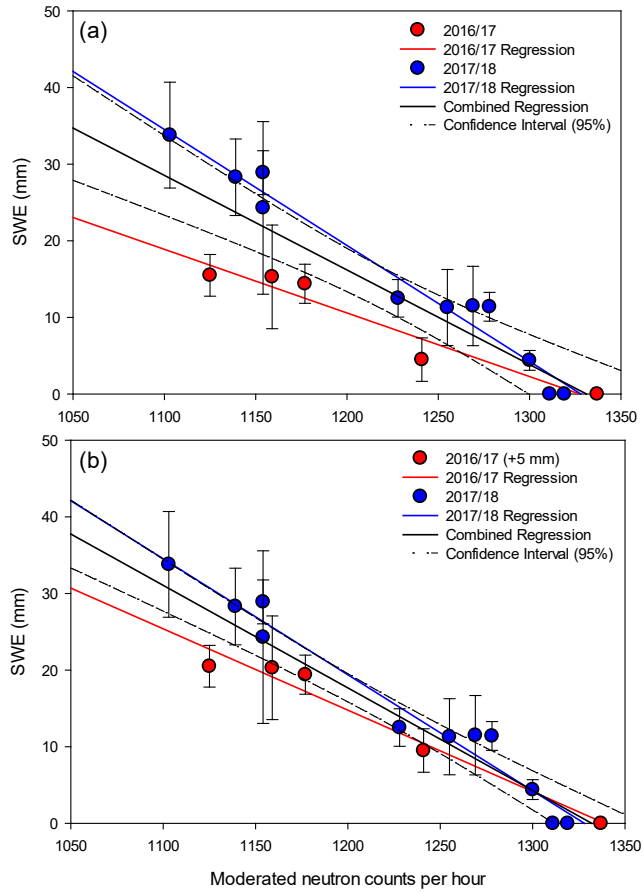 (a)
2016/17
2016/17 Regression
2017/18
2017/18 Regression
Combined Regression
Confidence Interval (95%)
SWE (mm)
50
40
30
20
10
0
1050 1100 1150 1200 1250 1300 1350
(b)
2016/17 (+5 mm)
2016/17 Regression
2017/18
2017/18 Regression
Combined Regression
Confidence Interval (95%)
SWE (mm)
50
40
30
20
10
0
1050 1100 1150 1200 1250 1300 1350
Moderated neutron counts per hour